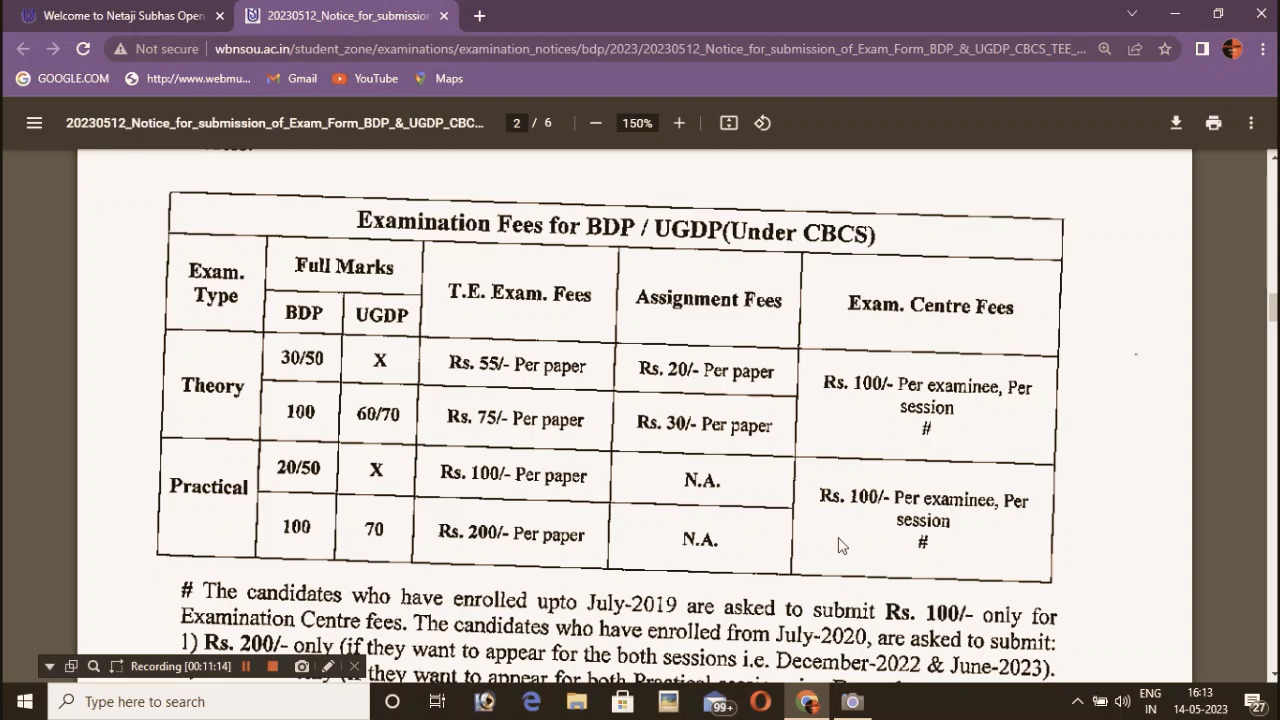 Welcome to Netaji Subhas Open
20230512_Notice_for_submission
Not secure
wbnsou.ac.in/student_zone/examinations/examination_notices/bdp/2023/20230512_Notice_for_submission_of_Exam_Form_BDP_&_UGDP_CBCS_TEE_...
GOOGLE.COM
http://www.webmu...
Gmail
YouTube
Maps
20230512_Notice_for_submission_of_Exam_Form_BDP_&_UGDP_CBC...
2 / 6
150%
Examination Fees for BDP / UGDP(Under CBCS)
Exam. Type
Full Marks
T.E. Exam. Fees
Assignment Fees
Exam. Centre Fees
BDP
UGDP
Theory
30/50
X
Rs. 55/- Per paper
Rs. 20/- Per paper
Rs. 100/- Per examinee, Per
session
#
100
60/70
Rs. 75/- Per paper
Rs. 30/- Per paper
Practical
20/50
X
Rs. 100/- Per paper
N.A.
Rs. 100/- Per examinee, Per
session
#
100
70
Rs. 200/- Per paper
N.A.
# The candidates who have enrolled upto July-2019 are asked to submit Rs. 100/- only for
Examination Centre fees. The candidates who have enrolled from July-2020, are asked to submit:
1) Rs. 200/- only (if they want to appear for the both sessions i.e. December-2022 & June-2023).
they want to appear for both Practical
Recording [00:11:14]
Type here to search
99+
ENG
IN
16:13
14-05-2023
27